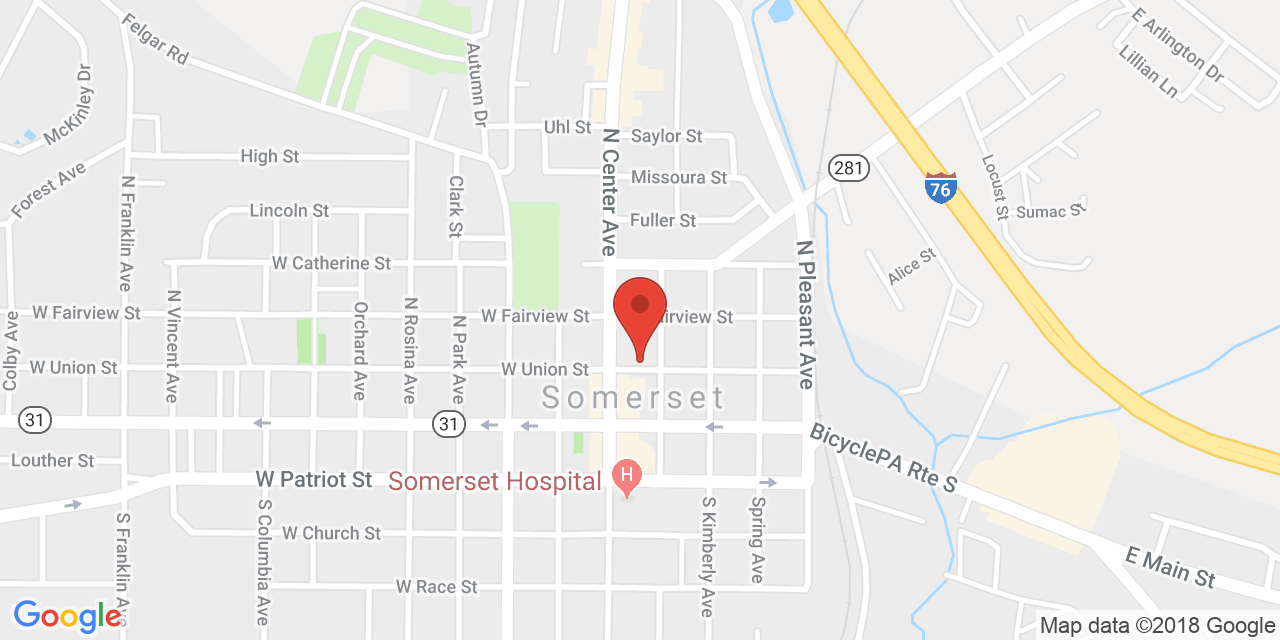 Felgar Rd
McKinley Dr
Forest Ave
Autumn Dr
Uhl St
Saylor St
N Center Ave
High St
Missoura St
Clark St
Lincoln St
Fuller St
281
76
E Arlington Dr
Lillian Ln
Locust St
Sumac St
Alice St
N Franklin Ave
W Catherine St
N Pleasant Ave
N Vincent Ave
Orchard Ave
N Rosina Ave
N Park Ave
W Fairview St
W Fairview St
irview St
Colby Ave
W Union St
W Union St
Somerset
31
31
Louther St
W Patriot St
Somerset Hospital
H
BicyclePA Rte S
S Franklin Ave
S Columbia Ave
W Church St
S Kimberly Ave
Spring Ave
W Race St
E Main St
Google
Map data ©2018 Google